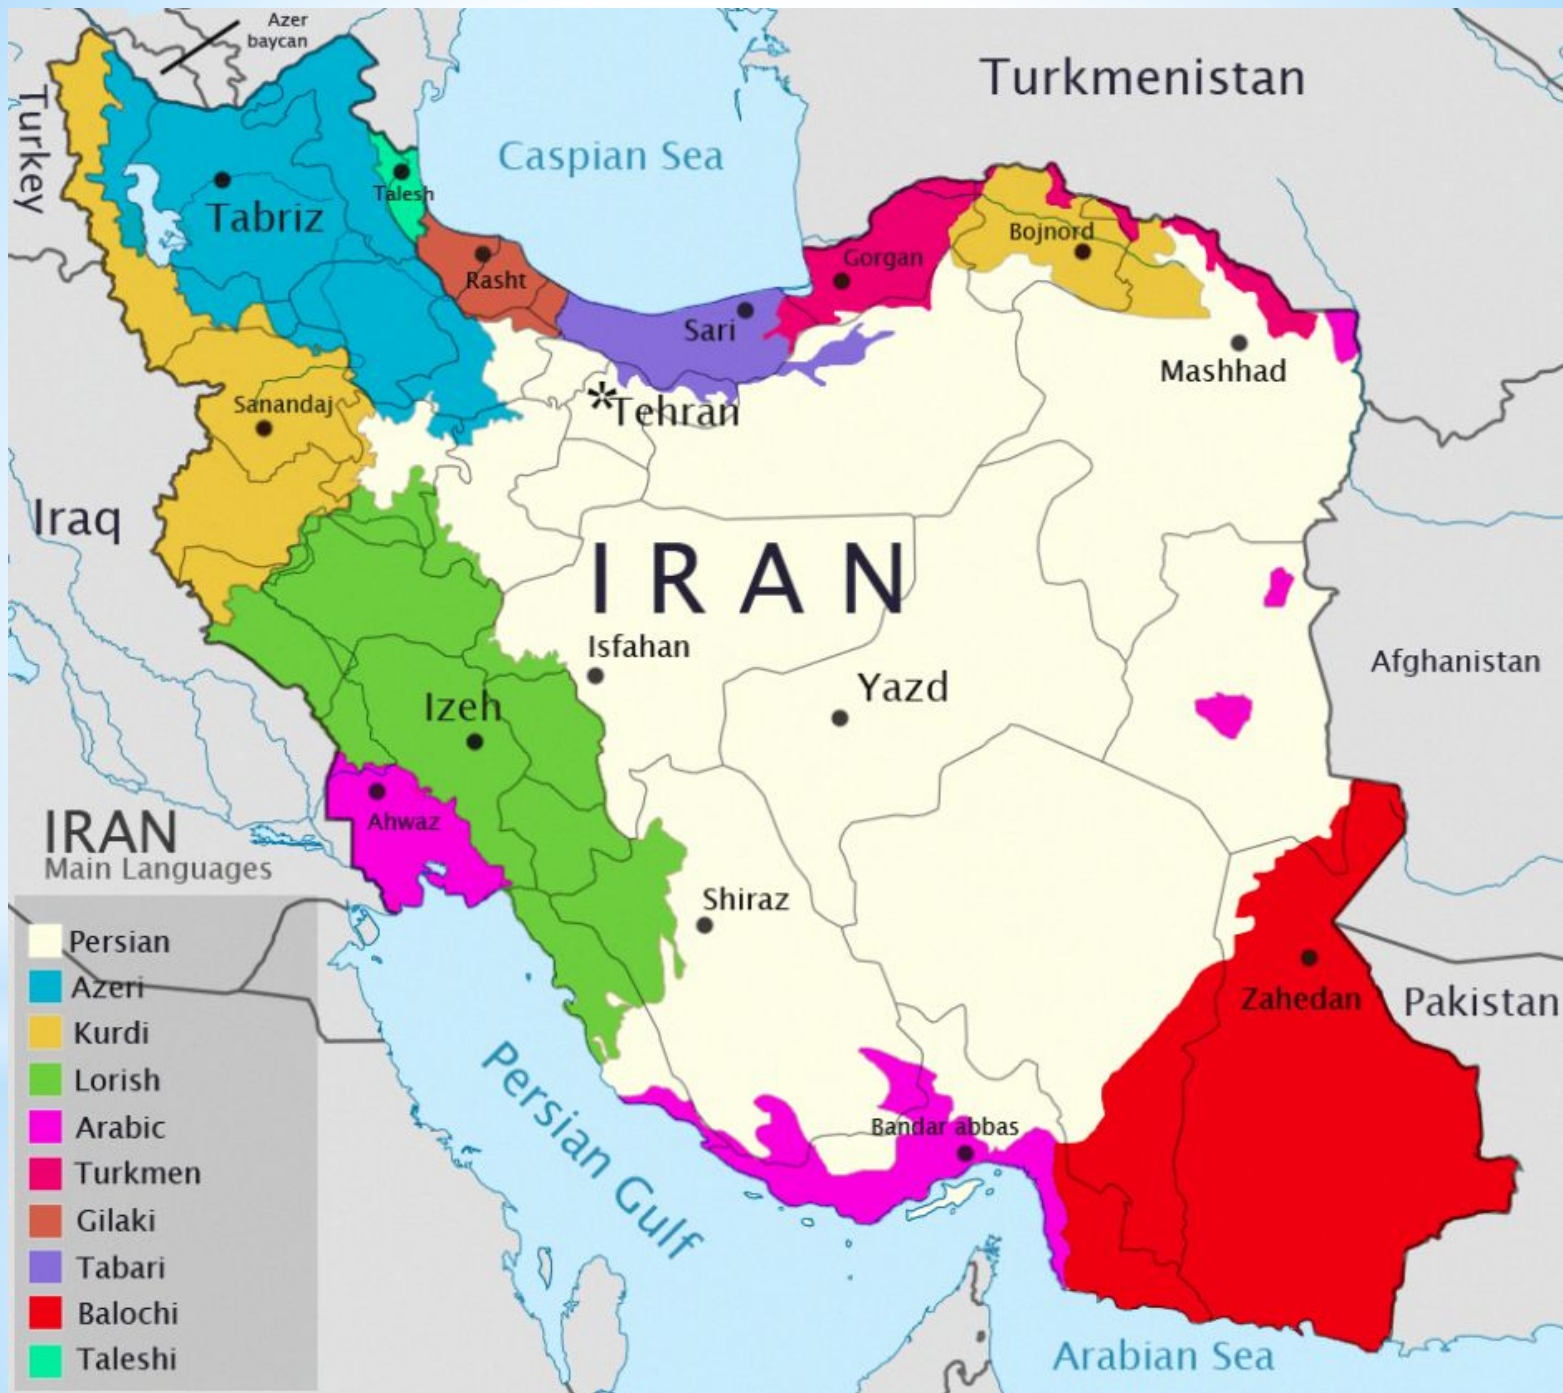 Azer
baycan
Turkmenistan
Turkey
Caspian Sea
Talesh
Tabriz
Bojnord
Gorgan
Rasht
Sari
Mashhad
Sanandaj
*Tehran
Iraq
IRAN
Isfahan
Afghanistan
Yazd
Izeh
Ahwaz
IRAN
Main Languages
Shiraz
Persian
Azeri
Zahedan
Pakistan
Kurdi
Lorish
Persian Gulf
Arabic
Bandar abbas
Turkmen
Gilaki
Tabari
Balochi
Arabian Sea
Taleshi